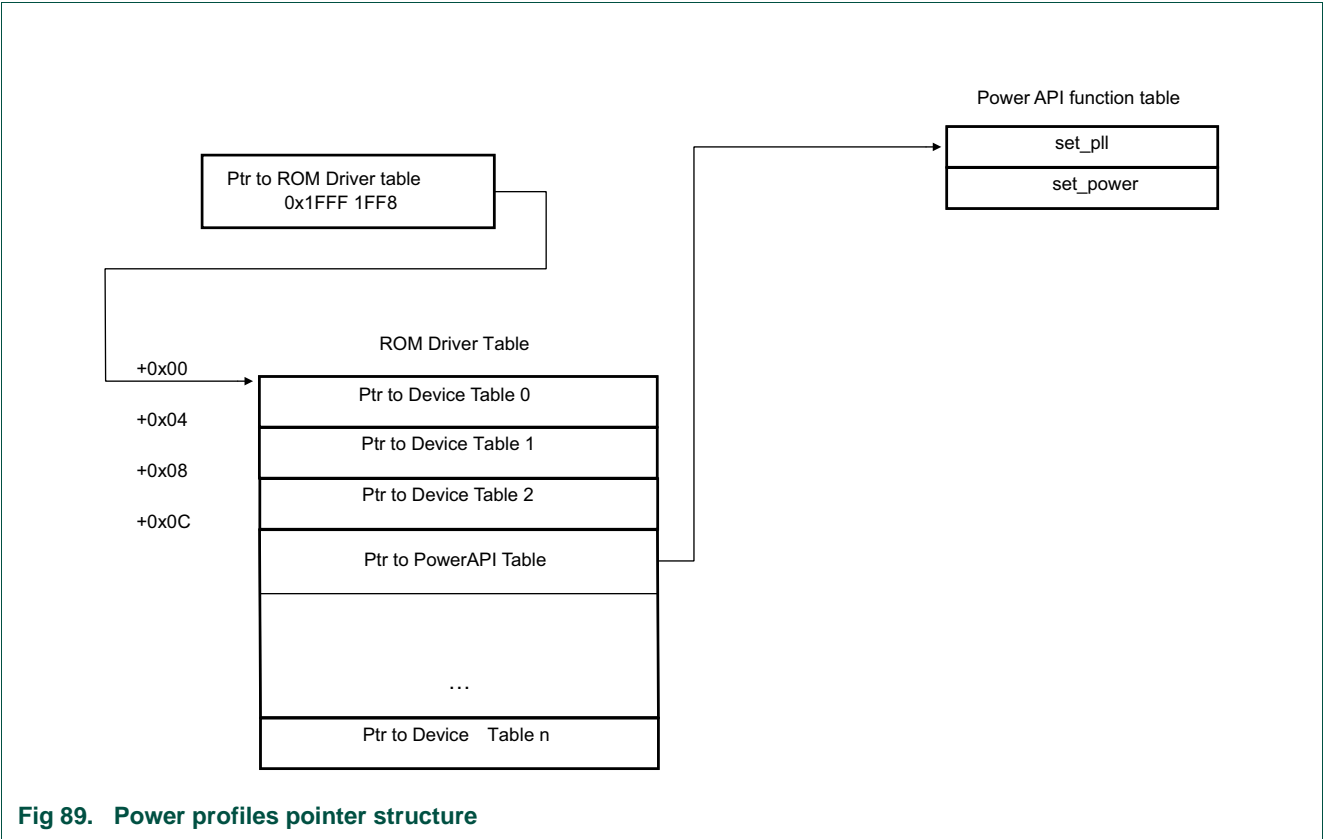 Power API function table
set_pll
set_power
Ptr to ROM Driver table
0x1FFF 1FF8
ROM Driver Table
+0x00
Ptr to Device Table 0
+0x04
Ptr to Device Table 1
+0x08
Ptr to Device Table 2
+0x0C
Ptr to PowerAPI Table
…
Ptr to Device Table n
Fig 89. Power profiles pointer structure